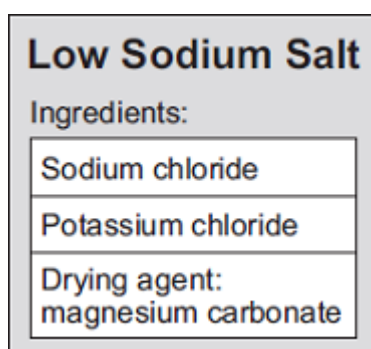 Low Sodium Salt
Ingredients:
Sodium chloride
Potassium chloride
Drying agent:
magnesium carbonate